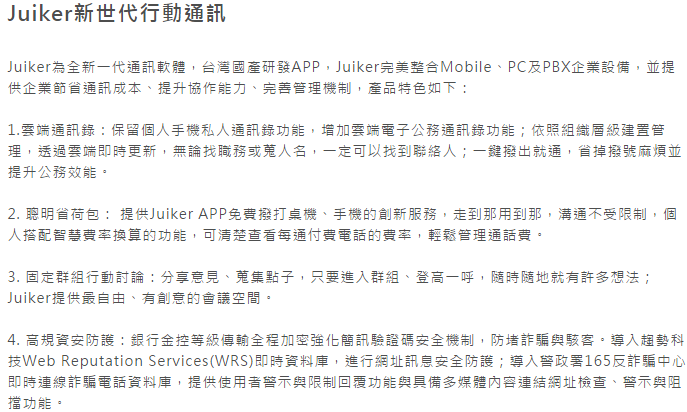 Juiker新世代行動通訊
Juiker為全新一代通訊軟體，台灣國產研發APP，Juiker完美整合Mobile、PC及PBX企業設備，並提
供企業節省通訊成本、提升協作能力、完善管理機制，產品特色如下：
1.雲端通訊錄：保留個人手機私人通訊錄功能，增加雲端電子公務通訊錄功能；依照組織層級建置管
理，透過雲端即時更新，無論找職務或蒐人名，一定可以找到聯絡人；一鍵撥出就通，省掉撥號麻煩並
提升公務效能。
2. 聰明省荷包： 提供Juiker APP免費撥打桌機、手機的創新服務，走到那用到那，溝通不受限制，個
人搭配智慧費率換算的功能，可清楚查看每通付費電話的費率，輕鬆管理通話費。
3. 固定群組行動討論：分享意見、蒐集點子，只要進入群組、登高一呼，隨時隨地就有許多想法；
Juiker提供最自由、有創意的會議空間。
4. 高規資安防護：銀行金控等級傳輸全程加密強化簡訊驗證碼安全機制，防堵詐騙與駭客。導入趨勢科
技Web Reputation Services(WRS)即時資料庫，進行網址訊息安全防護；導入警政署165反詐騙中心
即時連線詐騙電話資料庫，提供使用者警示與限制回覆功能與具備多媒體內容連結網址檢查、警示與阻
擋功能。